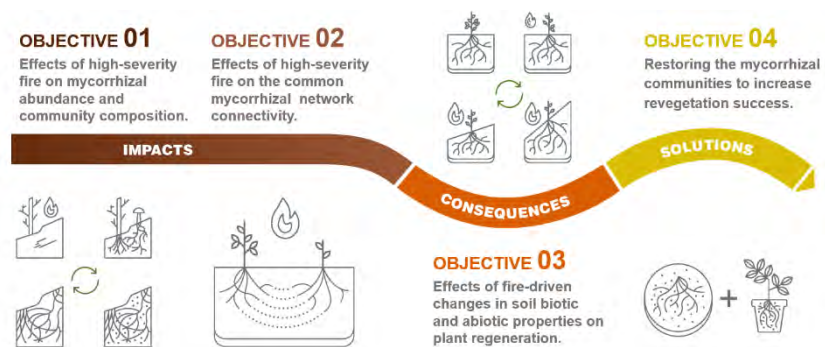 OBJECTIVE 01
Effects of high-severity
fire on mycorrhizal
abundance and
community composition.
OBJECTIVE 02
Effects of high-severity
fire on the common
mycorrhizal network
connectivity.
OBJECTIVE 04
Restoring the mycorrhizal
communities to increase
revegetation success.
IMPACTS
CONSEQUENCES
SOLUTIONS
OBJECTIVE 03
Effects of fire-driven
changes in soil biotic
and abiotic properties on
plant regeneration.
+